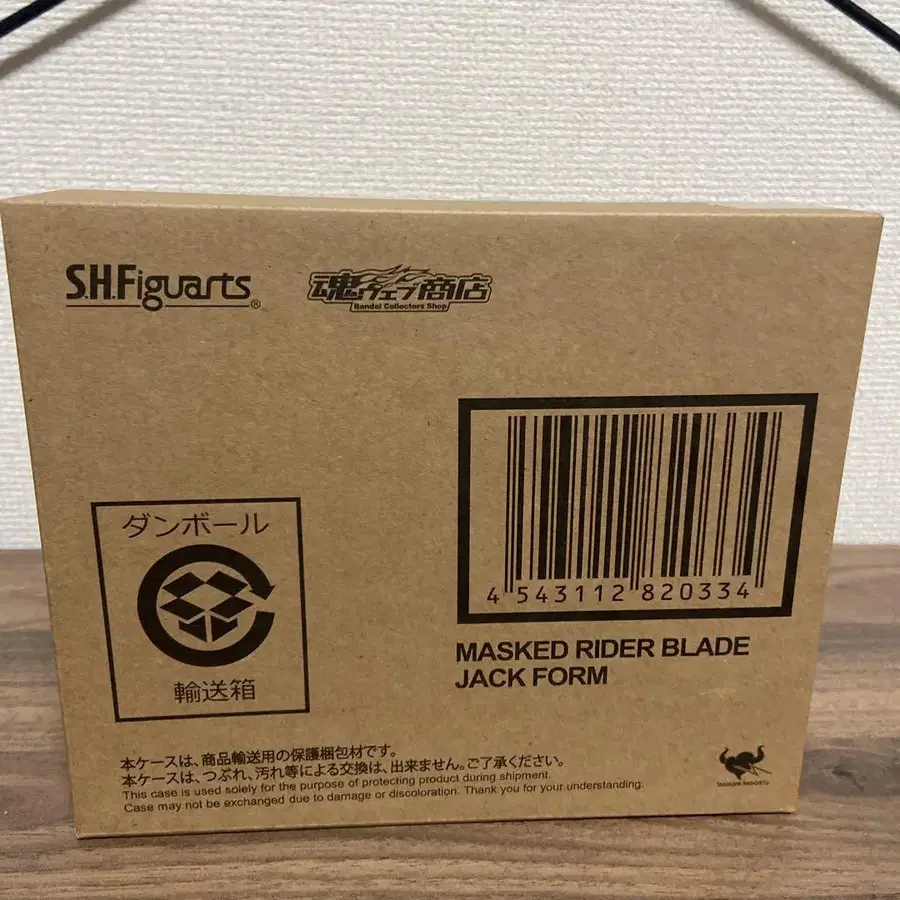 S.H.Figuarts®
魂ウェブ商店
Bandai Collectors Shop
4 543112 820334
MASKED RIDER BLADE
JACK FORM
ダンボール
輸送箱
本ケースは、商品輸送用の保護梱包材です。
本ケースは、つぶれ、汚れ等による交換は、出来ません。ご了承ください。
This case is used solely for the purpose of protecting product during shipment.
Case may not be exchanged due to damage or discoloration. Thank you for your understanding.
TAMASHII NATIONS